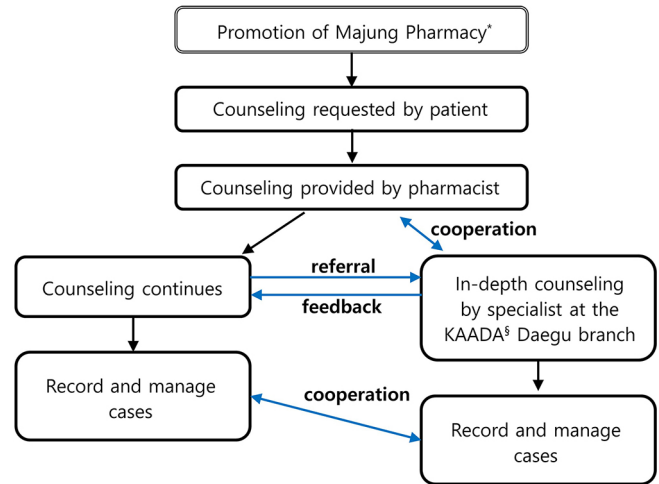 Promotion of Majung Pharmacy*
Counseling requested by patient
Counseling provided by pharmacist
cooperation
Counseling continues
referral
feedback
In-depth counseling
by specialist at the
KAADA§ Daegu branch
Record and manage
cases
cooperation
Record and manage
cases